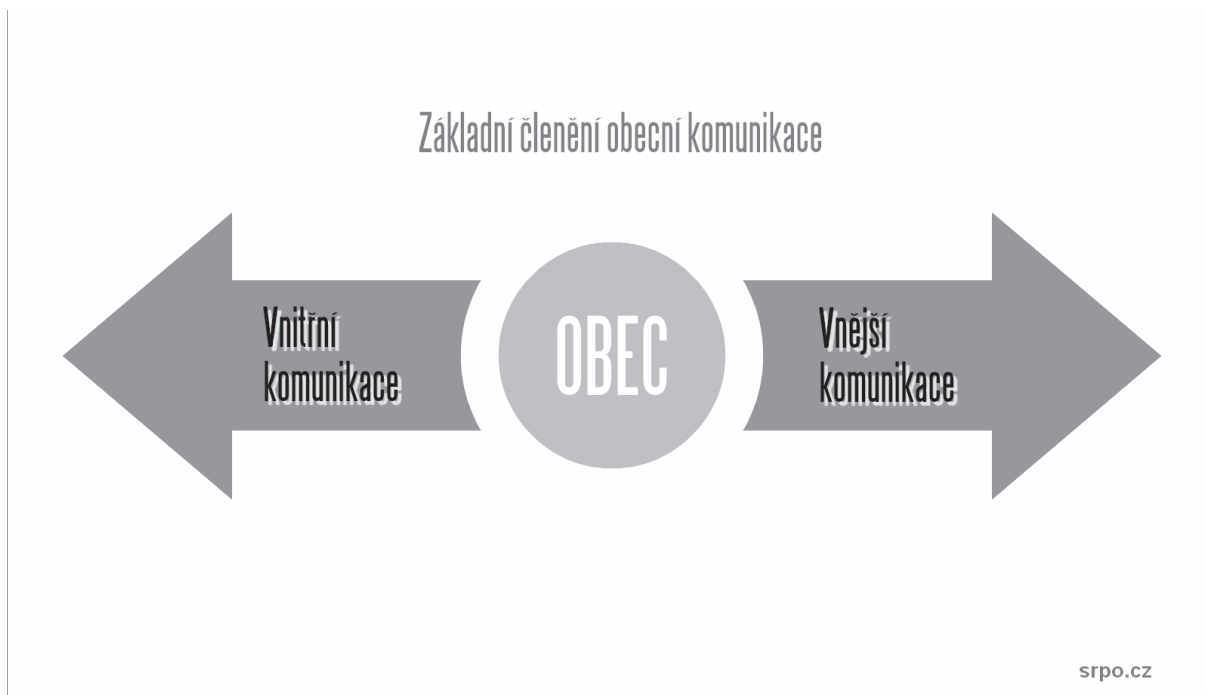 Základní členění obecní komunikace
Vnitřní
komunikace
OBEC
Vnější
komunikace
srpo.cz